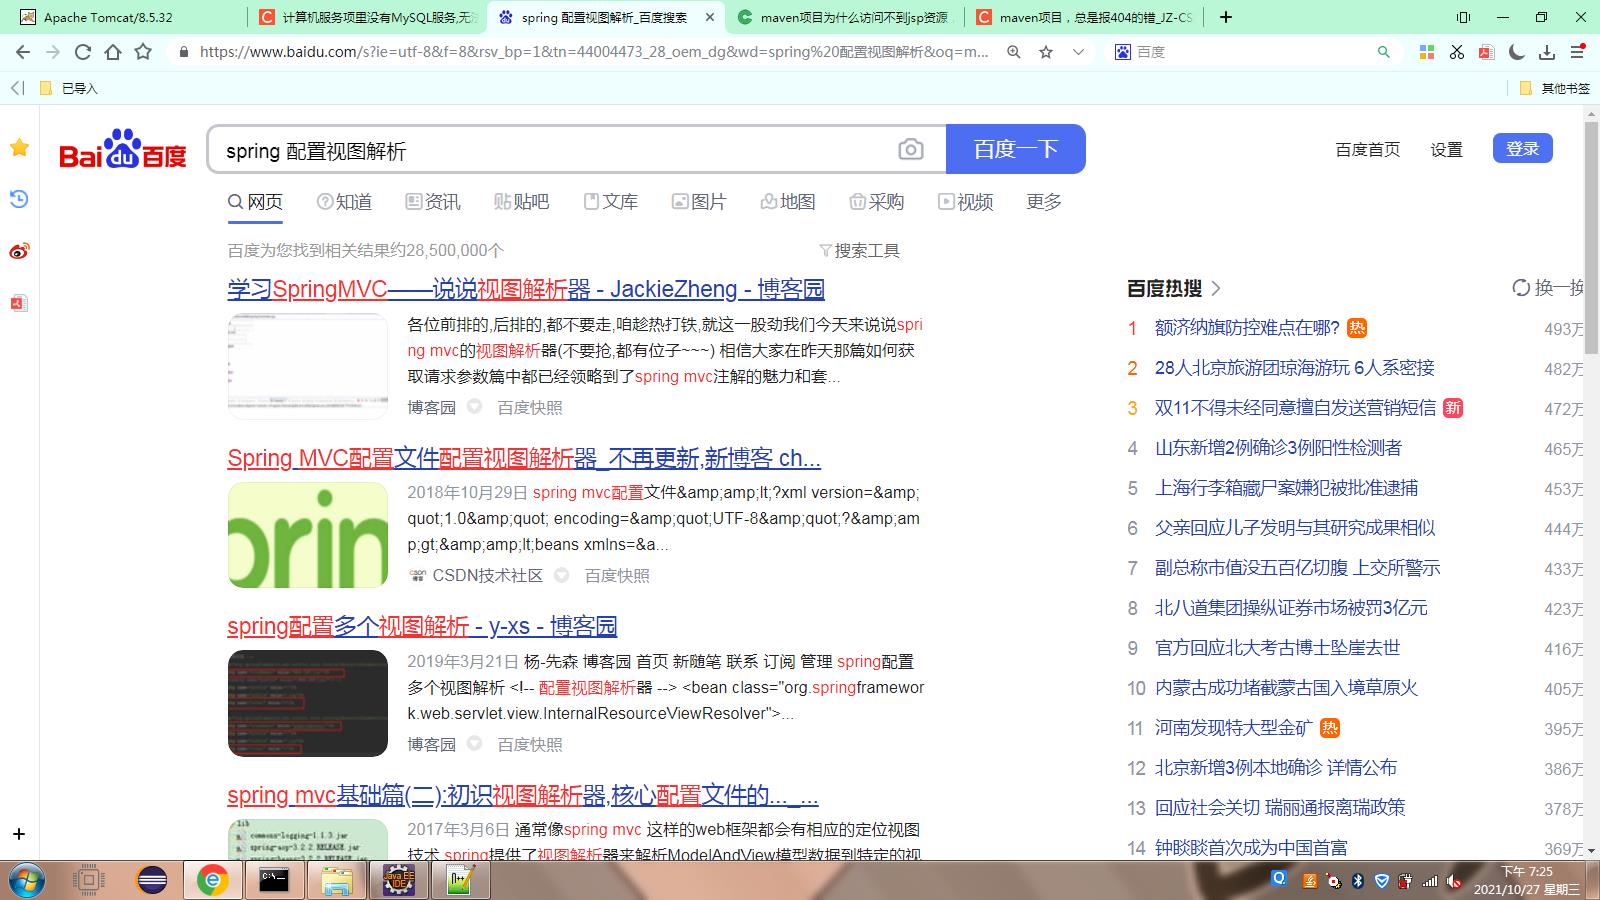 Apache Tomcat/8.5.32
计算机服务项里没有MySQL服务,无法
spring 配置视图解析_百度搜索
maven项目为什么访问不到jsp资源
maven项目，总是报404的错_JZ-CS
https://www.baidu.com/s?ie=utf-8&f=8&rsv_bp=1&tn=44004473_28_oem_dg&wd=spring%20配置视图解析&oq=m...
百度
已导入
其他书签
Bai du 百度
spring 配置视图解析
百度一下
百度首页
设置
登录
网页
知道
资讯
贴吧
文库
图片
地图
采购
视频
更多
百度为您找到相关结果约28,500,000个
搜索工具
学习SpringMVC——说说视图解析器 - JackieZheng - 博客园
各位前排的,后排的,都不要走,咱趁热打铁,就这一股劲我们今天来说说spri
ng mvc的视图解析器(不要抢,都有位子~~~) 相信大家在昨天那篇如何获
取请求参数篇中都已经领略到了spring mvc注解的魅力和套...
博客园
百度快照
Spring MVC配置文件配置视图解析器_不再更新,新博客 ch...
2018年10月29日 spring mvc配置文件&amp;amp;lt;?xml version=&amp;
quot;1.0&amp;quot; encoding=&amp;quot;UTF-8&amp;quot;?&amp;am
p;gt;&amp;amp;lt;beans xmlns=&a...
CSDN技术社区
百度快照
spring配置多个视图解析 - y-xs - 博客园
2019年3月21日 杨-先森 博客园 首页 新随笔 联系 订阅 管理 spring配置
多个视图解析 <!-- 配置视图解析器 --> <bean class="org.springframewor
k.web.servlet.view.InternalResourceViewResolver">...
博客园
百度快照
spring mvc基础篇(二):初识视图解析器,核心配置文件的..._...
lib
commons-logging-1.1.3.jar
spring-aop-3.2.2.RELEASE.jar
2017年3月6日 通常像spring mvc 这样的web框架都会有相应的定位视图
技术 spring提供了视图解析器来解析ModelAndView模型数据到特定的视
百度热搜
换一换
1 额济纳旗防控难点在哪? 热 493万
2 28人北京旅游团琼海游玩 6人系密接 482万
3 双11不得未经同意擅自发送营销短信 新 472万
4 山东新增2例确诊3例阳性检测者 465万
5 上海行李箱藏尸案嫌犯被批准逮捕 453万
6 父亲回应儿子发明与其研究成果相似 444万
7 副总称市值没五百亿切腹 上交所警示 433万
8 北八道集团操纵证券市场被罚3亿元 423万
9 官方回应北大考古博士坠崖去世 416万
10 内蒙古成功堵截蒙古国入境草原火 405万
11 河南发现特大型金矿 热 395万
12 北京新增3例本地确诊 详情公布 386万
13 回应社会关切 瑞丽通报离瑞政策 378万
14 钟睒睒首次成为中国首富 369万
C:\
Java EE
IDE
下午 7:25
2021/10/27 星期三